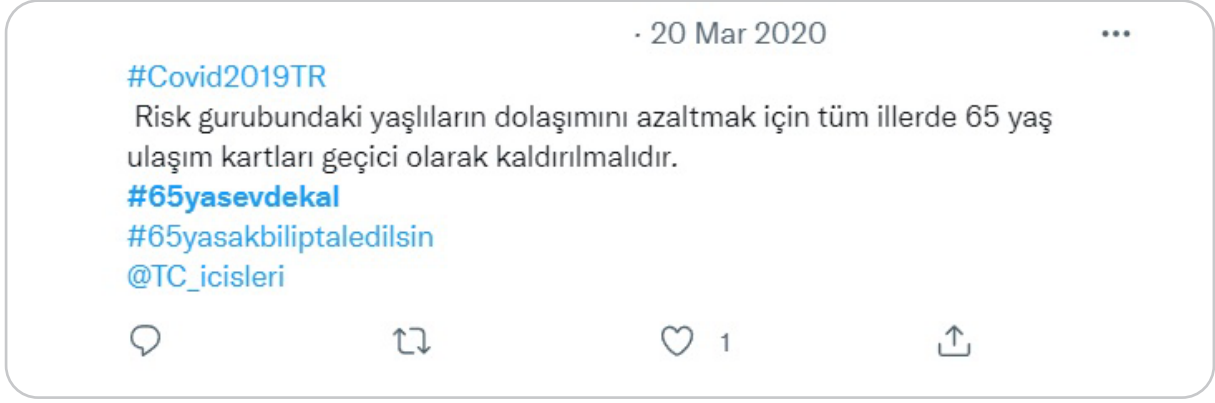 · 20 Mar 2020
#Covid2019TR
Risk gurubundaki yaşlıların dolaşımını azaltmak için tüm illerde 65 yaş
ulaşım kartları geçici olarak kaldırılmalıdır.
#65yasevdekal
#65yasakbiliptaledilsin
@TC_icisleri
1